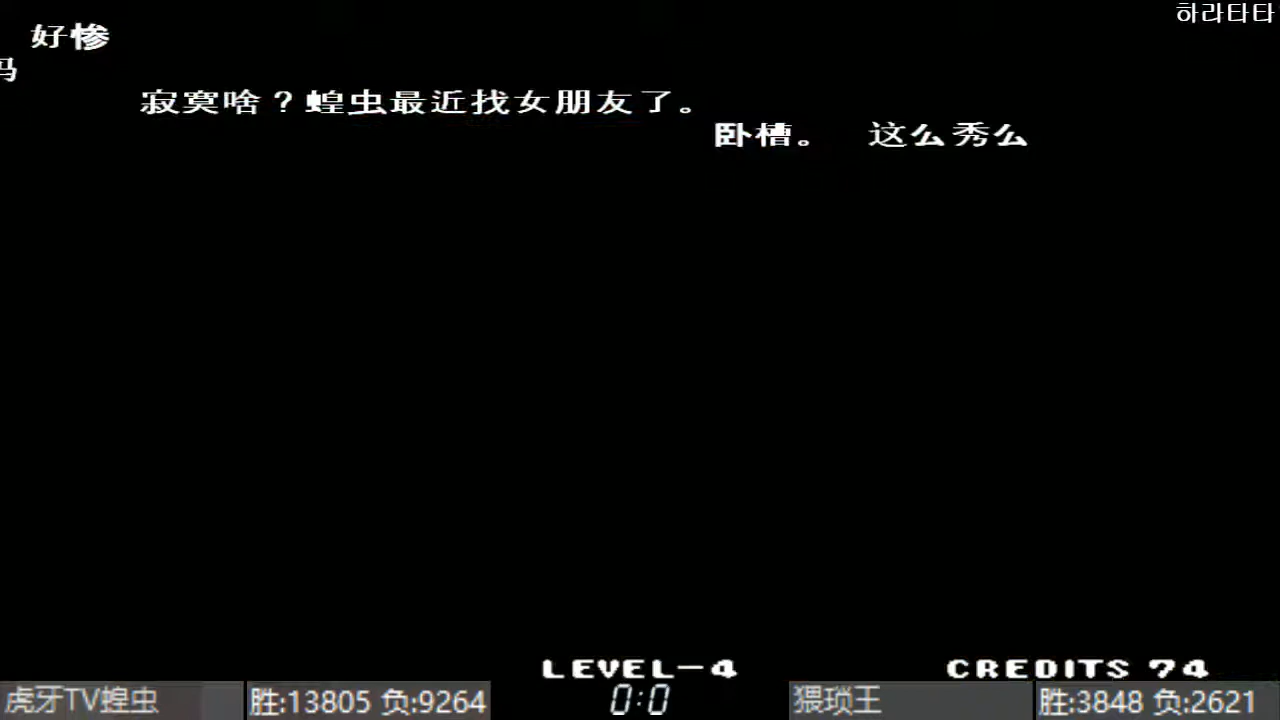 하라타타
好惨
吗
寂寞啥？蝗虫最近找女朋友了。
卧槽。 这么秀么
LEVEL-4
CREDITS 74
虎牙TV蝗虫 胜:13805 负:9264 0:0 猥琐王 胜:3848 负:2621